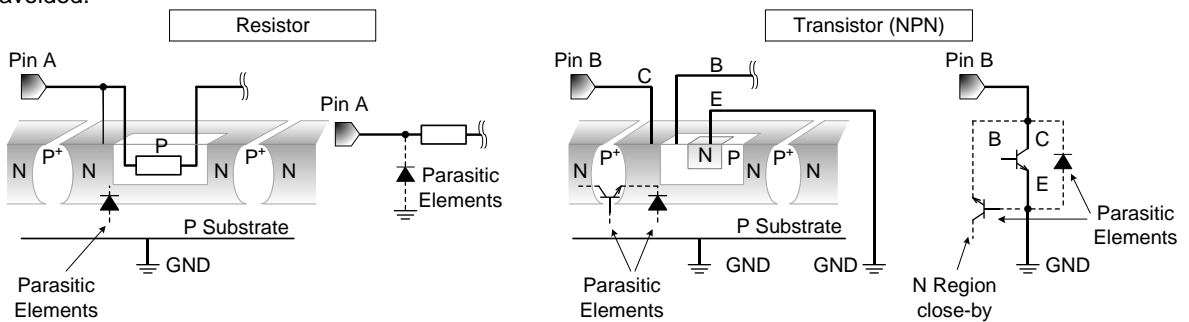 avoided.
Resistor
Transistor (NPN)
Pin A
Pin A
N
P+
N
P
N
P+
N
Parasitic
Elements
P Substrate
GND
Parasitic
Elements
Pin B
C
B
E
N
P+
N
N
P
N
P+
N
P Substrate
GND
GND
Parasitic
Elements
Pin B
B
C
E
Parasitic
Elements
GND
N Region
close-by